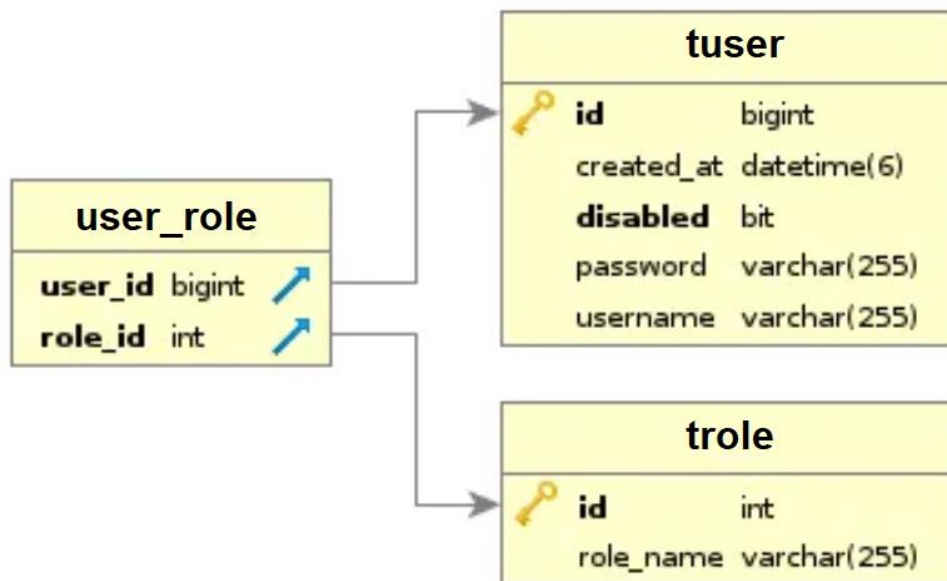 tuser
id bigint
created_at datetime(6)
disabled bit
password varchar(255)
username varchar(255)
user_role
user_id bigint
role_id int
trole
id int
role_name varchar(255)